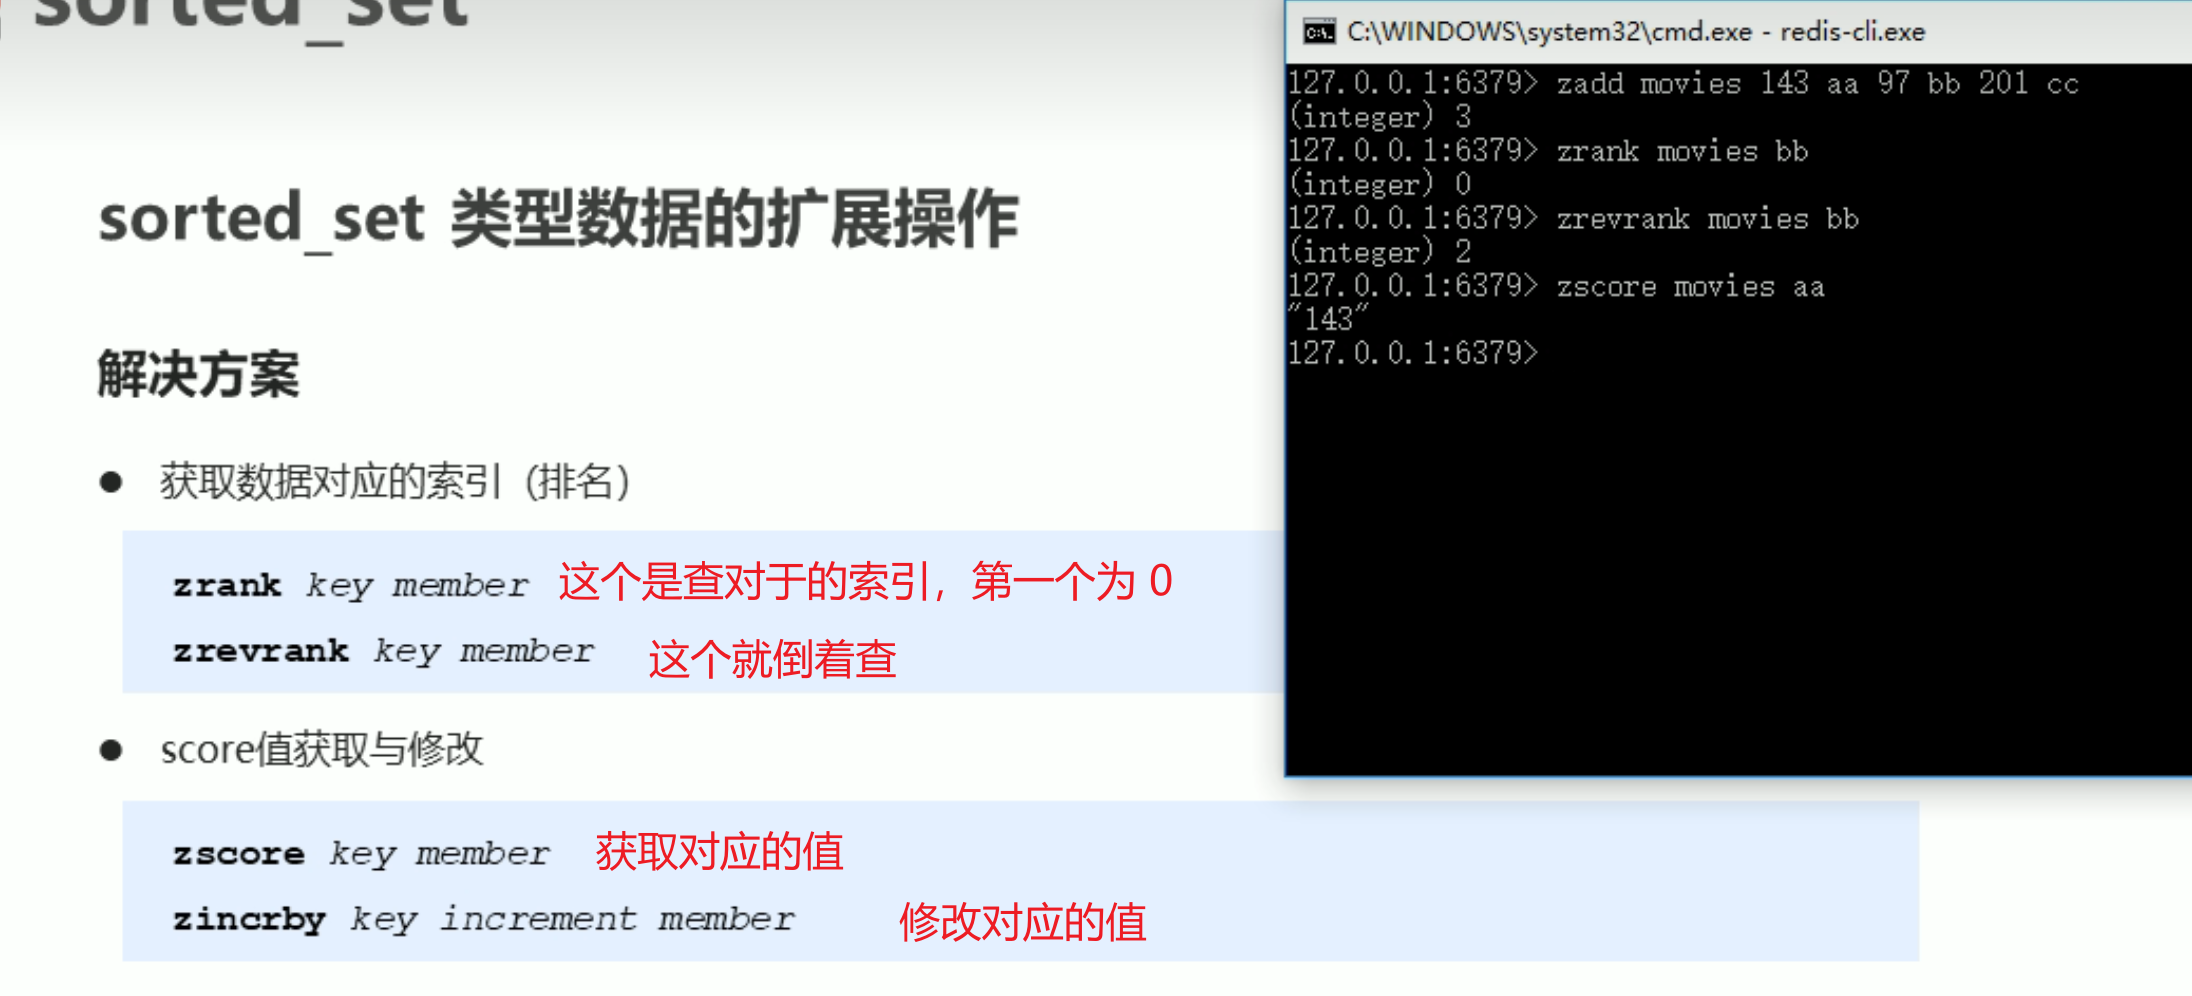 sorted_set
sorted_set 类型数据的扩展操作
解决方案
● 获取数据对应的索引（排名）
zrank key member 这个是查对于的索引，第一个为 0
zrevrank key member 这个就倒着查
● score值获取与修改
zscore key member 获取对应的值
zincrby key increment member 修改对应的值
C:\WINDOWS\system32\cmd.exe - redis-cli.exe
127.0.0.1:6379> zadd movies 143 aa 97 bb 201 cc
(integer) 3
127.0.0.1:6379> zrank movies bb
(integer) 0
127.0.0.1:6379> zrevrank movies bb
(integer) 2
127.0.0.1:6379> zscore movies aa
"143"
127.0.0.1:6379>